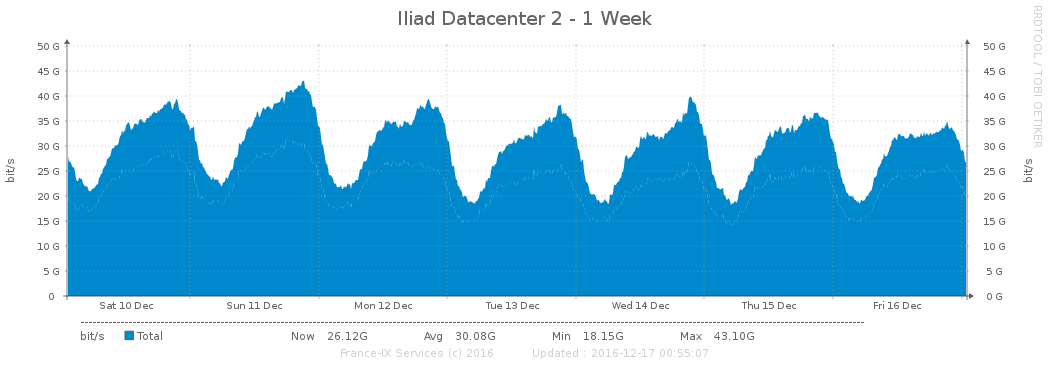 Iliad Datacenter 2 - 1 Week
RRDTOOL / TOBI OETIKER
bit/s
50 G 50 G
45 G 45 G
40 G 40 G
35 G 35 G
30 G 30 G
25 G 25 G
20 G 20 G
15 G 15 G
10 G 10 G
5 G 5 G
0 0 G
bit/s
Sat 10 Dec Sun 11 Dec Mon 12 Dec Tue 13 Dec Wed 14 Dec Thu 15 Dec Fri 16 Dec
bit/s Total Now 26.12G Avg 30.08G Min 18.15G Max 43.10G
France-IX Services (c) 2016 Updated : 2016-12-17 00:55:07